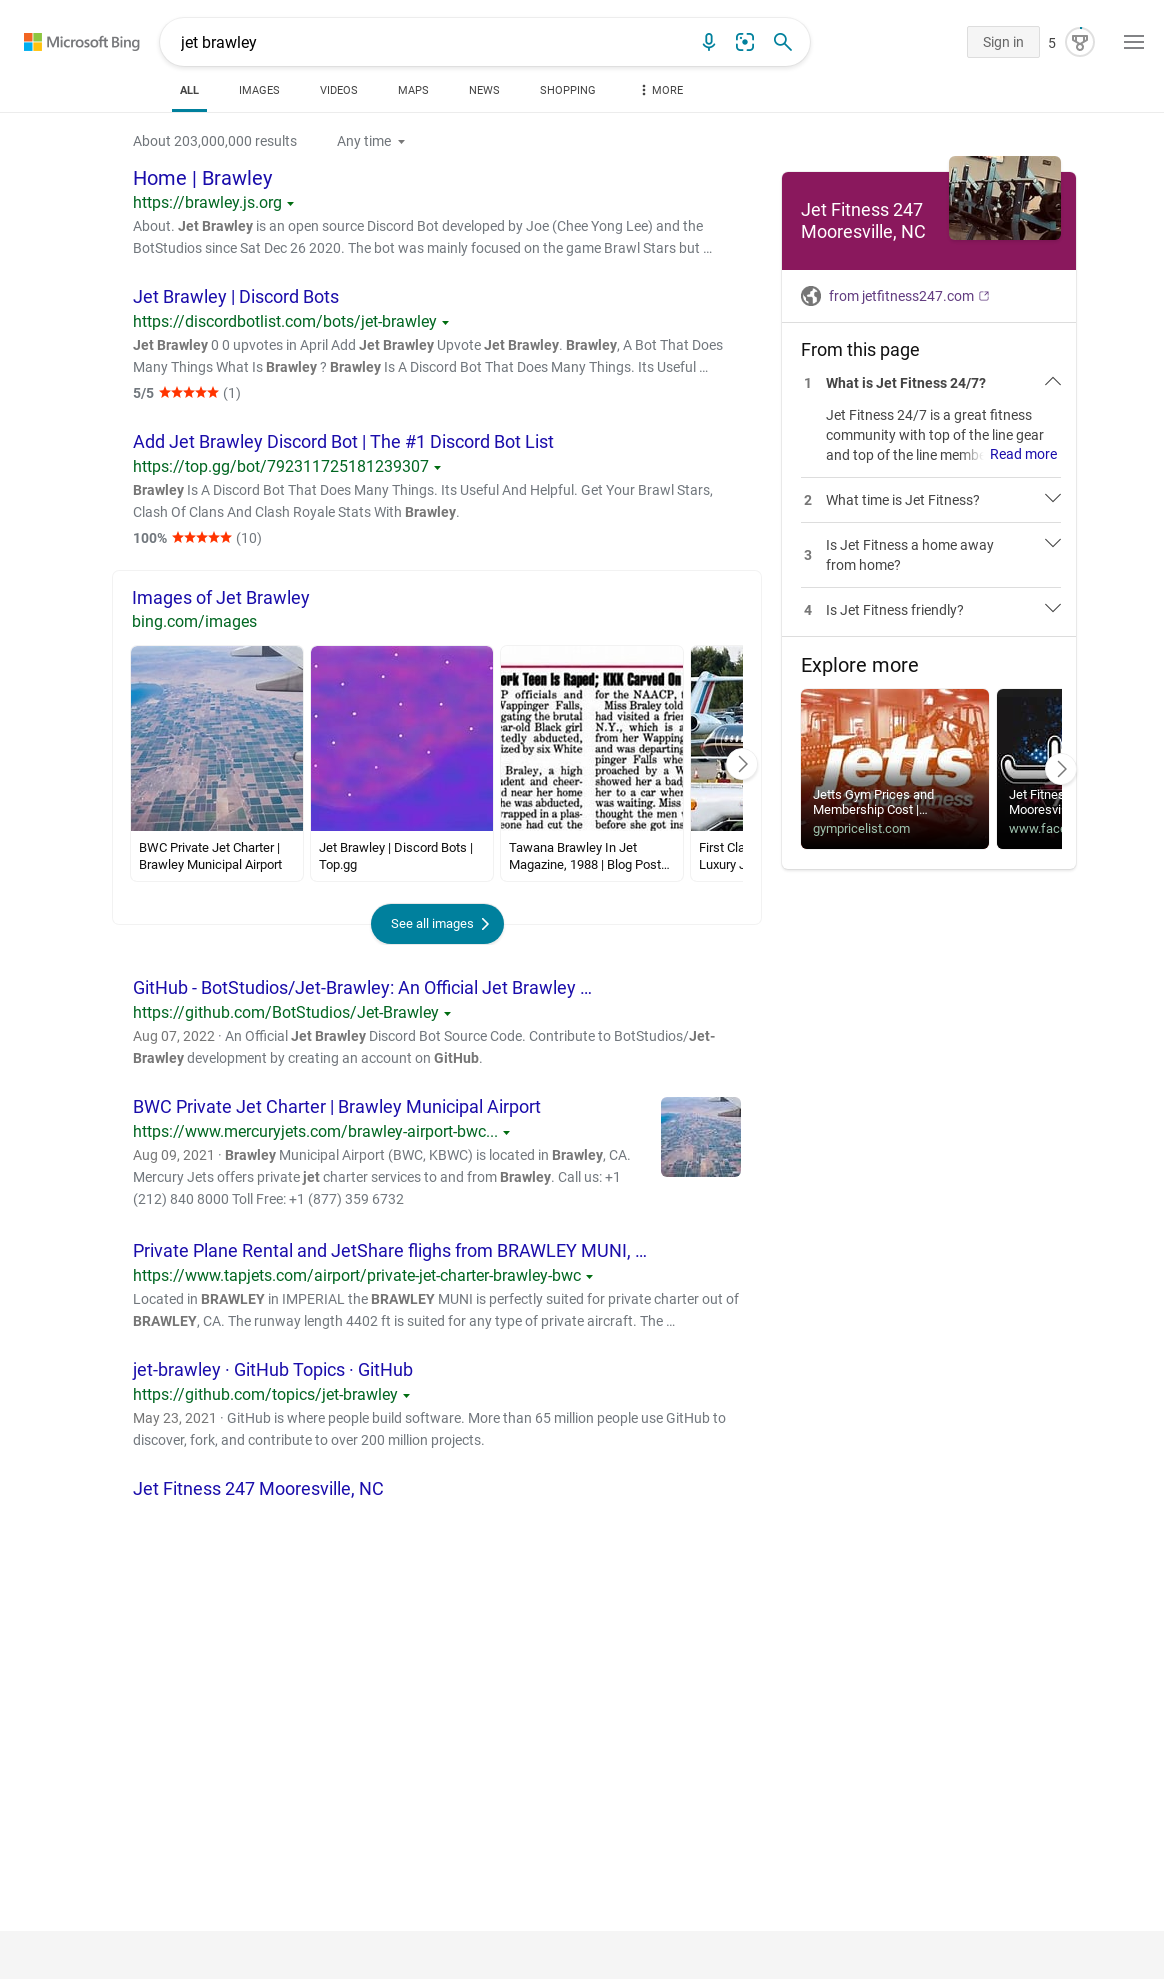 Microsoft Bing
jet brawley
Sign in
5
ALL
IMAGES
VIDEOS
MAPS
NEWS
SHOPPING
MORE
About 203,000,000 results
Any time
Home | Brawley
https://brawley.js.org
About. Jet Brawley is an open source Discord Bot developed by Joe (Chee Yong Lee) and the
BotStudios since Sat Dec 26 2020. The bot was mainly focused on the game Brawl Stars but …
Jet Brawley | Discord Bots
https://discordbotlist.com/bots/jet-brawley
Jet Brawley 0 0 upvotes in April Add Jet Brawley Upvote Jet Brawley. Brawley, A Bot That Does
Many Things What Is Brawley ? Brawley Is A Discord Bot That Does Many Things. Its Useful …
5/5 (1)
Add Jet Brawley Discord Bot | The #1 Discord Bot List
https://top.gg/bot/792311725181239307
Brawley Is A Discord Bot That Does Many Things. Its Useful And Helpful. Get Your Brawl Stars,
Clash Of Clans And Clash Royale Stats With Brawley.
100% (10)
Images of Jet Brawley
bing.com/images
ork Teen Is Raped; KKK Carved On
P officials and
Vappinger Falls,
gating the brutal
ear-old Black girl
tedly abducted,
ized by six White
Braley, a high
udent and cheer-
d near her home
he was abducted,
vrapped in a plas-
eone had cut the
for the NAACP, t
Miss Braley told
had visited a frien
N.Y., which is a
from her Wapping
and was departing
pinger Falls whe
proached by a W
showed her a bad
her to a car when
was waiting. Miss
thought the men w
before she got ins
BWC Private Jet Charter |
Brawley Municipal Airport
Jet Brawley | Discord Bots |
Top.gg
Tawana Brawley In Jet
Magazine, 1988 | Blog Post…
First Cla
Luxury J
See all images
GitHub - BotStudios/Jet-Brawley: An Official Jet Brawley …
https://github.com/BotStudios/Jet-Brawley
Aug 07, 2022 · An Official Jet Brawley Discord Bot Source Code. Contribute to BotStudios/Jet-
Brawley development by creating an account on GitHub.
BWC Private Jet Charter | Brawley Municipal Airport
https://www.mercuryjets.com/brawley-airport-bwc...
Aug 09, 2021 · Brawley Municipal Airport (BWC, KBWC) is located in Brawley, CA.
Mercury Jets offers private jet charter services to and from Brawley. Call us: +1
(212) 840 8000 Toll Free: +1 (877) 359 6732
Private Plane Rental and JetShare flighs from BRAWLEY MUNI, …
https://www.tapjets.com/airport/private-jet-charter-brawley-bwc
Located in BRAWLEY in IMPERIAL the BRAWLEY MUNI is perfectly suited for private charter out of
BRAWLEY, CA. The runway length 4402 ft is suited for any type of private aircraft. The …
jet-brawley · GitHub Topics · GitHub
https://github.com/topics/jet-brawley
May 23, 2021 · GitHub is where people build software. More than 65 million people use GitHub to
discover, fork, and contribute to over 200 million projects.
Jet Fitness 247 Mooresville, NC
Jet Fitness 247
Mooresville, NC
from jetfitness247.com
From this page
1 What is Jet Fitness 24/7?
Jet Fitness 24/7 is a great fitness
community with top of the line gear
and top of the line membe Read more
2 What time is Jet Fitness?
3 Is Jet Fitness a home away
from home?
4 Is Jet Fitness friendly?
Explore more
jetts
Jetts Gym Prices and
Membership Cost |…
gympricelist.com
Jet Fitnes
Mooresvi
www.face